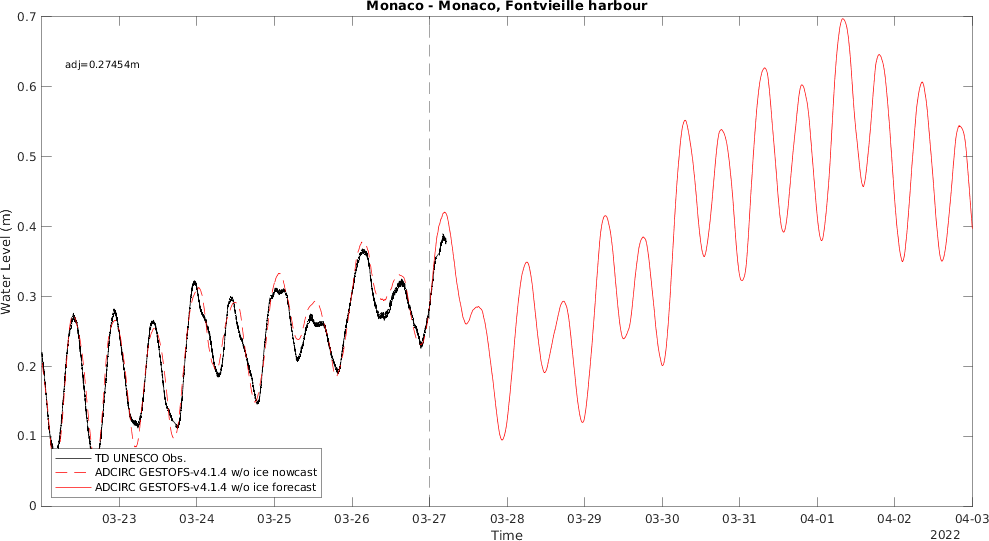 Monaco - Monaco, Fontvieille harbour
adj=0.27454m
Water Level (m)
0.7
0.6
0.5
0.4
0.3
0.2
0.1
0
TD UNESCO Obs.
ADCIRC GESTOFS-v4.1.4 w/o ice nowcast
ADCIRC GESTOFS-v4.1.4 w/o ice forecast
03-23 03-24 03-25 03-26 03-27 03-28 03-29 03-30 03-31 04-01 04-02 04-03
Time
2022